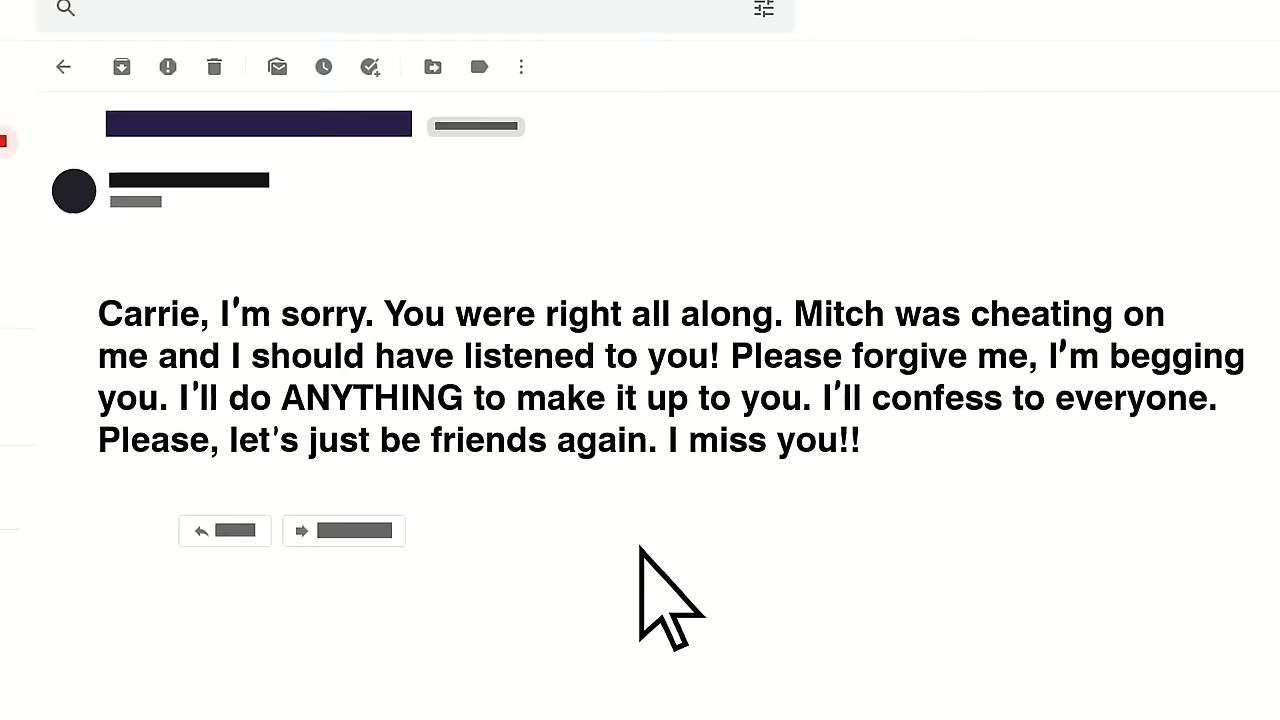 Carrie, I'm sorry. You were right all along. Mitch was cheating on
me and I should have listened to you! Please forgive me, I'm begging
you. I'll do ANYTHING to make it up to you. I'll confess to everyone.
Please, let's just be friends again. I miss you!!